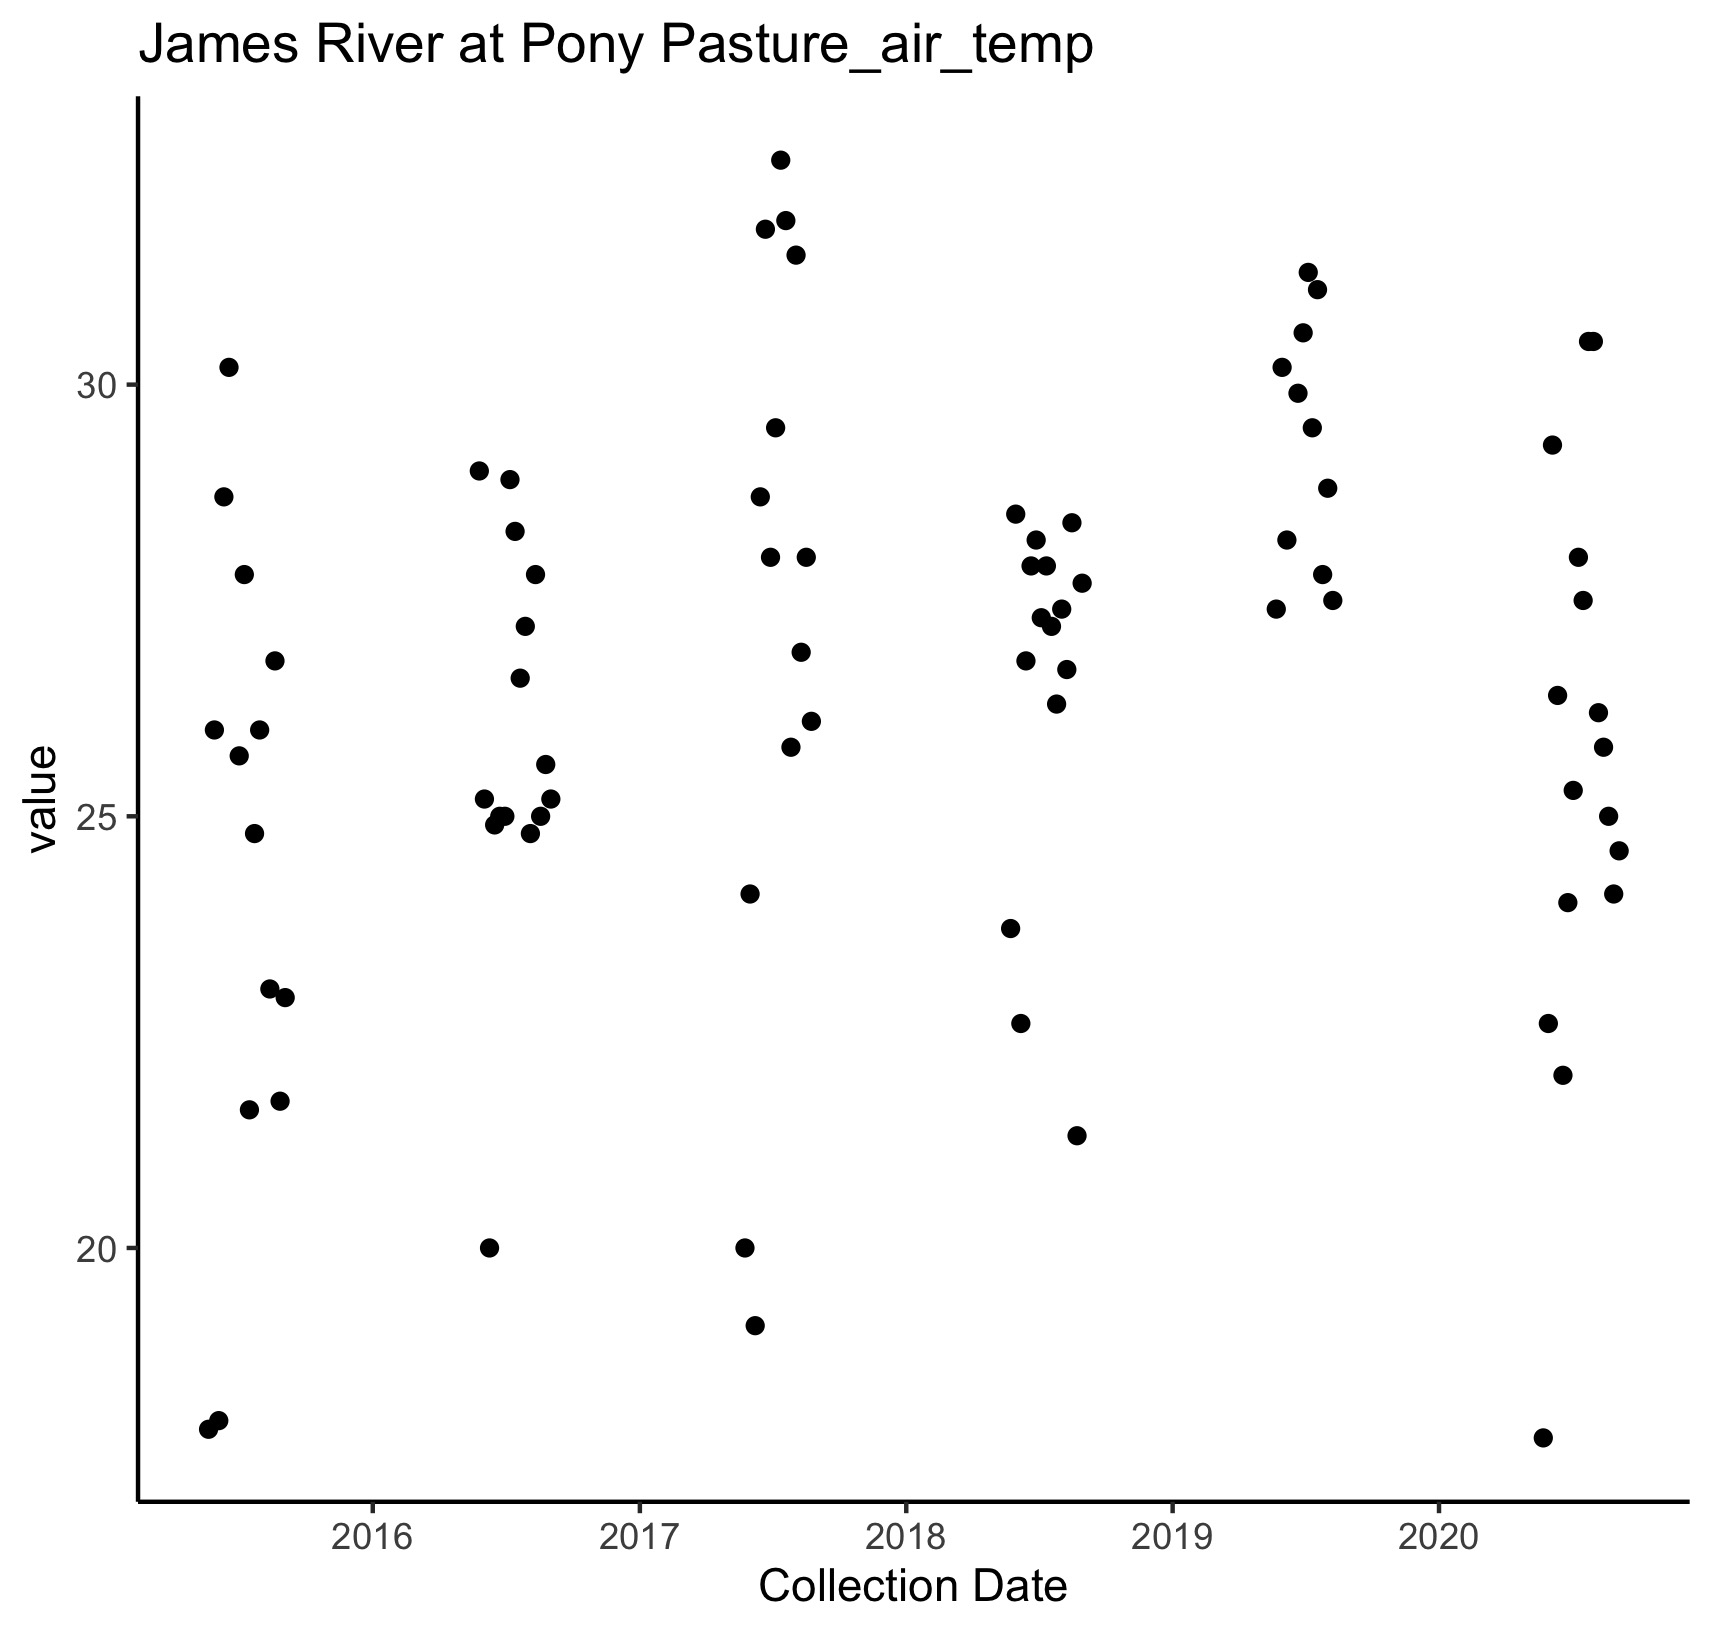 James River at Pony Pasture_air_temp
value
30
25
20
2016 2017 2018 2019 2020
Collection Date